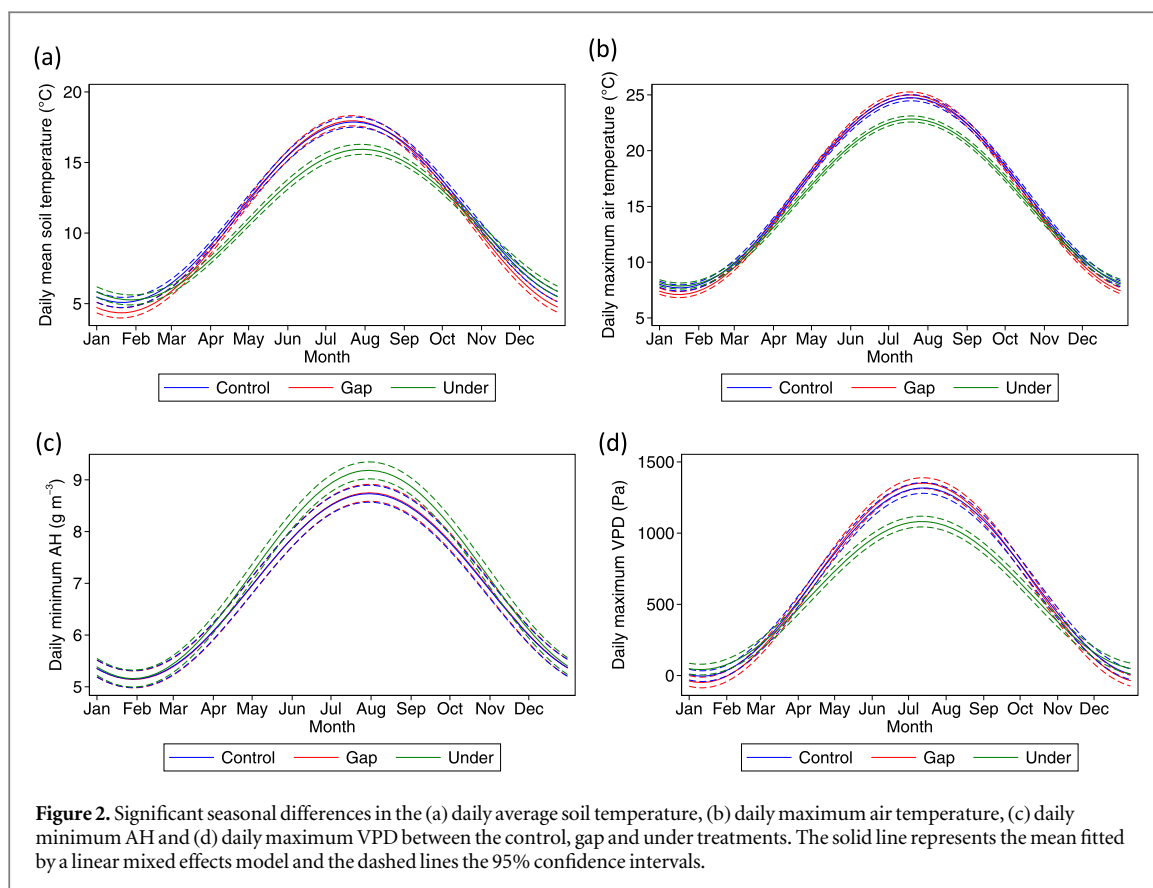 (a)
Daily mean soil temperature (°C)
20
15
10
5
Jan Feb Mar Apr May Jun Jul Aug Sep Oct Nov Dec
Month
Control Gap Under
(b)
Daily maximum air temperature (°C)
25
20
15
10
5
Jan Feb Mar Apr May Jun Jul Aug Sep Oct Nov Dec
Month
Control Gap Under
(c)
Daily minimum AH (g m⁻³)
9
8
7
6
5
Jan Feb Mar Apr May Jun Jul Aug Sep Oct Nov Dec
Month
Control Gap Under
(d)
Daily maximum VPD (Pa)
1500
1000
500
0
Jan Feb Mar Apr May Jun Jul Aug Sep Oct Nov Dec
Month
Control Gap Under
Figure 2. Significant seasonal differences in the (a) daily average soil temperature, (b) daily maximum air temperature, (c) daily
minimum AH and (d) daily maximum VPD between the control, gap and under treatments. The solid line represents the mean fitted
by a linear mixed effects model and the dashed lines the 95% confidence intervals.